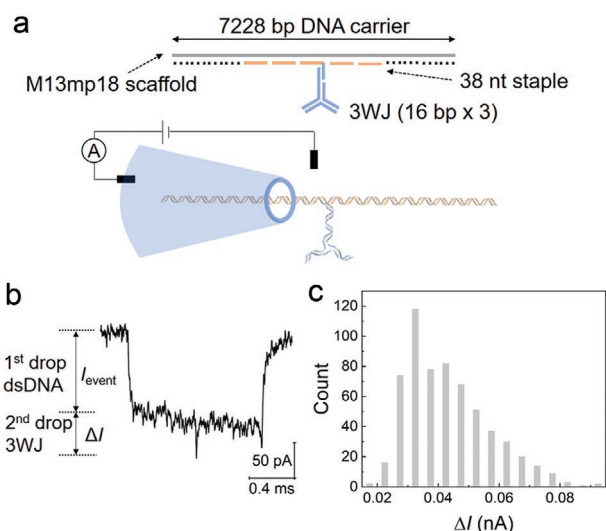 a
7228 bp DNA carrier
M13mp18 scaffold
38 nt staple
3WJ (16 bp x 3)
A
b
1st drop
dsDNA
Ievent
2nd drop
3WJ
ΔI
50 pA
0.4 ms
c
120
100
80
60
40
20
0
Count
0.02 0.04 0.06 0.08
ΔI (nA)